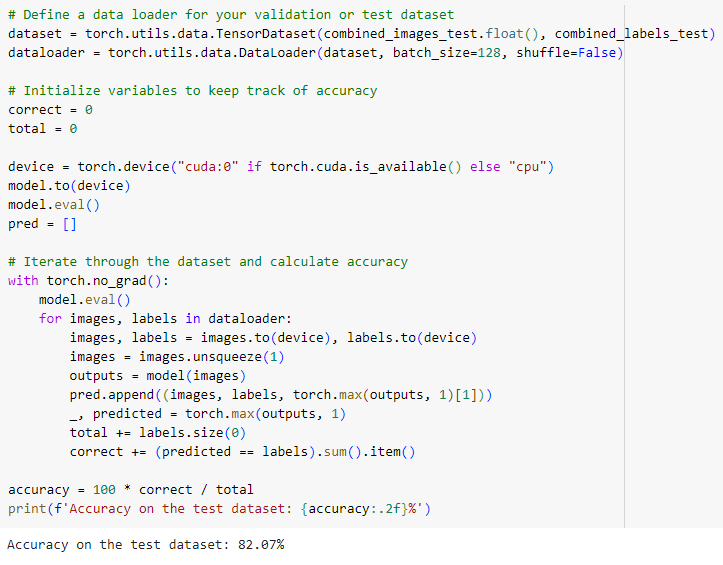 # Define a data loader for your validation or test dataset
dataset = torch.utils.data.TensorDataset(combined_images_test.float(), combined_labels_test)
dataloader = torch.utils.data.DataLoader(dataset, batch_size=128, shuffle=False)

# Initialize variables to keep track of accuracy
correct = 0
total = 0

device = torch.device("cuda:0" if torch.cuda.is_available() else "cpu")
model.to(device)
model.eval()
pred = []

# Iterate through the dataset and calculate accuracy
with torch.no_grad():
    model.eval()
    for images, labels in dataloader:
        images, labels = images.to(device), labels.to(device)
        images = images.unsqueeze(1)
        outputs = model(images)
        pred.append((images, labels, torch.max(outputs, 1)[1]))
        _, predicted = torch.max(outputs, 1)
        total += labels.size(0)
        correct += (predicted == labels).sum().item()

accuracy = 100 * correct / total
print(f'Accuracy on the test dataset: {accuracy:.2f}%')
Accuracy on the test dataset: 82.07%